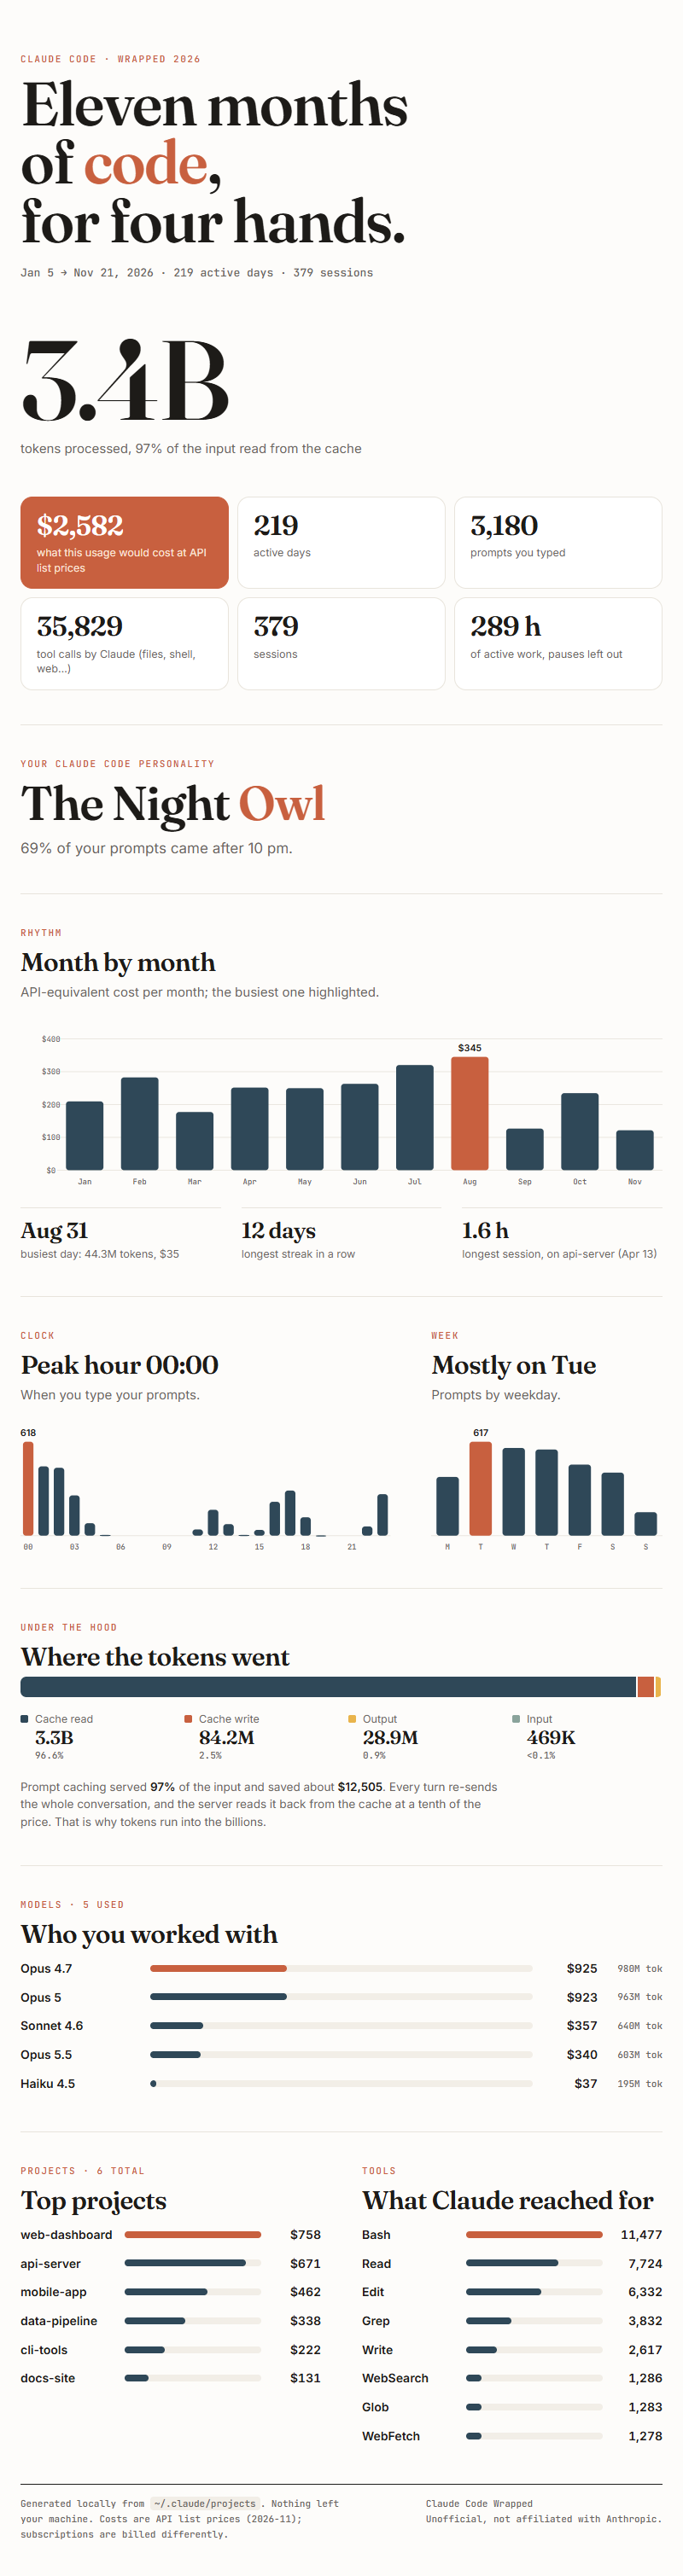 CLAUDE CODE · WRAPPED 2026
Eleven months
of code,
for four hands.
Jan 5 → Nov 21, 2026 · 219 active days · 379 sessions
3.4B
tokens processed, 97% of the input read from the cache
$2,582
what this usage would cost at API
list prices
219
active days
3,180
prompts you typed
35,829
tool calls by Claude (files, shell,
web...)
379
sessions
289 h
of active work, pauses left out
YOUR CLAUDE CODE PERSONALITY
The Night Owl
69% of your prompts came after 10 pm.
RHYTHM
Month by month
API-equivalent cost per month; the busiest one highlighted.
$400
$300
$200
$100
$0
$345
Jan Feb Mar Apr May Jun Jul Aug Sep Oct Nov
Aug 31
busiest day: 44.3M tokens, $35
12 days
longest streak in a row
1.6 h
longest session, on api-server (Apr 13)
CLOCK
Peak hour 00:00
When you type your prompts.
618
00 03 06 09 12 15 18 21
WEEK
Mostly on Tue
Prompts by weekday.
617
M T W T F S S
UNDER THE HOOD
Where the tokens went
Cache read
3.3B
96.6%
Cache write
84.2M
2.5%
Output
28.9M
0.9%
Input
469K
<0.1%
Prompt caching served 97% of the input and saved about $12,505. Every turn re-sends
the whole conversation, and the server reads it back from the cache at a tenth of the
price. That is why tokens run into the billions.
MODELS · 5 USED
Who you worked with
Opus 4.7 $925 980M tok
Opus 5 $923 963M tok
Sonnet 4.6 $357 640M tok
Opus 5.5 $340 603M tok
Haiku 4.5 $37 195M tok
PROJECTS · 6 TOTAL
Top projects
web-dashboard $758
api-server $671
mobile-app $462
data-pipeline $338
cli-tools $222
docs-site $131
TOOLS
What Claude reached for
Bash 11,477
Read 7,724
Edit 6,332
Grep 3,832
Write 2,617
WebSearch 1,286
Glob 1,283
WebFetch 1,278
Generated locally from ~/.claude/projects. Nothing left
your machine. Costs are API list prices (2026-11);
subscriptions are billed differently.
Claude Code Wrapped
Unofficial, not affiliated with Anthropic.